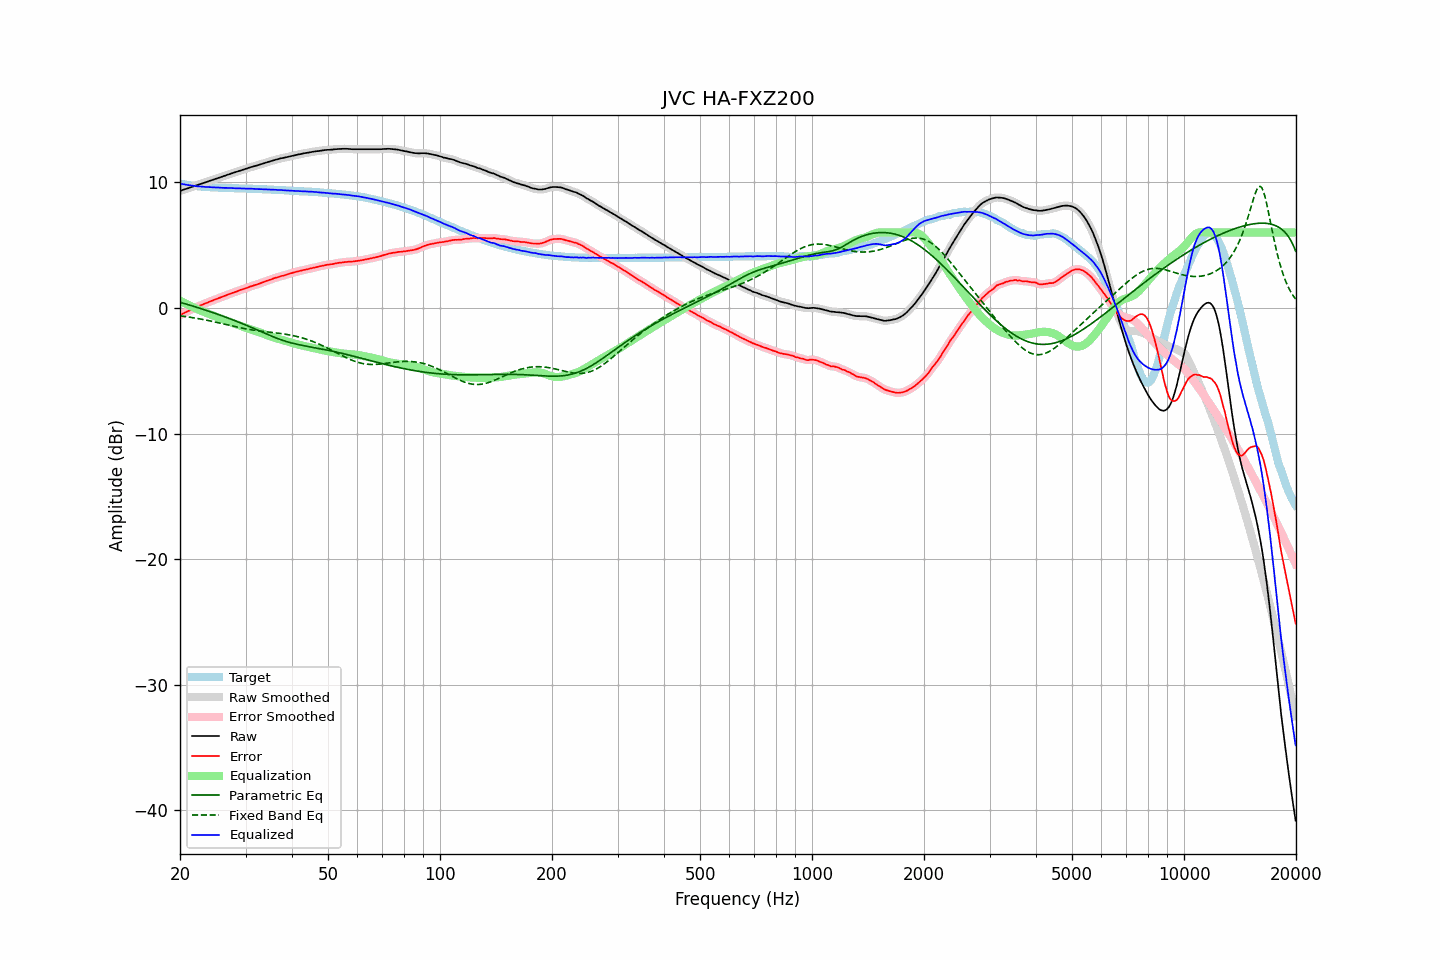 JVC HA-FXZ200
10
0
−10
−20
−30
−40
Amplitude (dBr)
Target
Raw Smoothed
Error Smoothed
Raw
Error
Equalization
Parametric Eq
Fixed Band Eq
Equalized
20 50 100 200 500 1000 2000 5000 10000 20000
Frequency (Hz)